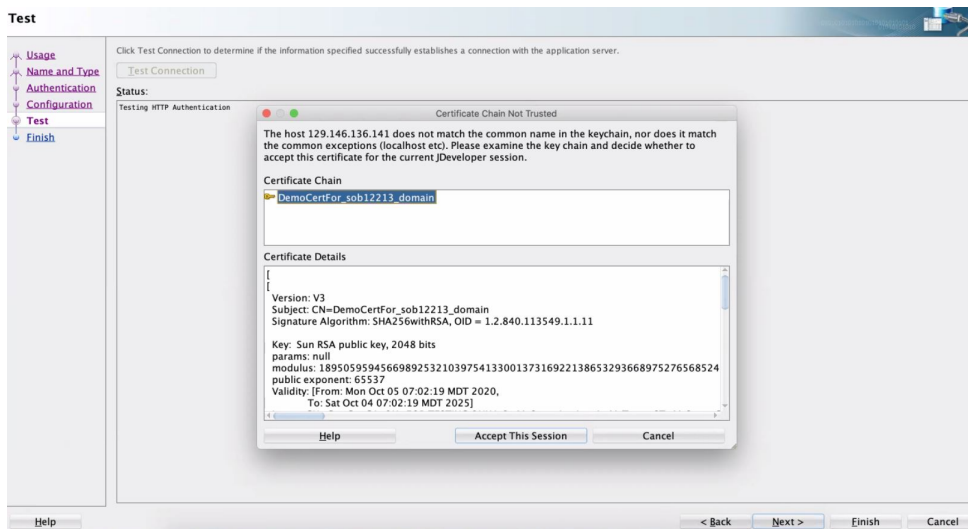 Test
Usage
Name and Type
Authentication
Configuration
Test
Finish
Click Test Connection to determine if the information specified successfully establishes a connection with the application server.
Test Connection
Status:
Testing HTTP Authentication
Certificate Chain Not Trusted
The host 129.146.136.141 does not match the common name in the keychain, nor does it match
the common exceptions (localhost etc). Please examine the key chain and decide whether to
accept this certificate for the current JDeveloper session.
Certificate Chain
DemoCertFor_sob12213_domain
Certificate Details
[
[
Version: V3
Subject: CN=DemoCertFor_sob12213_domain
Signature Algorithm: SHA256withRSA, OID = 1.2.840.113549.1.1.11
Key: Sun RSA public key, 2048 bits
params: null
public exponent: 65537
Validity: [From: Mon Oct 05 07:02:19 MDT 2020,
To: Sat Oct 04 07:02:19 MDT 2025]
Help
Accept This Session
Cancel
Help
< Back
Next >
Finish
Cancel